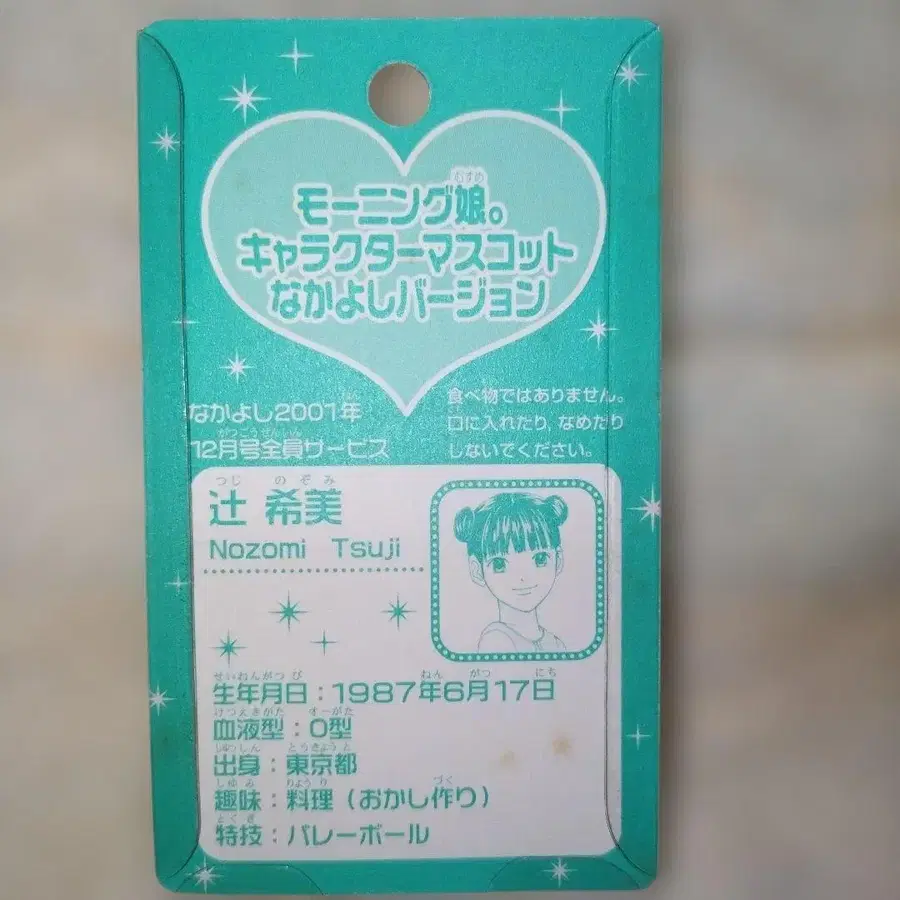 モーニング娘。
キャラクターマスコット
なかよしバージョン
なかよし2001年
12月号全員サービス
食べ物ではありません。
口に入れたり,なめたり
しないでください。
つじ のぞみ
辻 希美
Nozomi Tsuji
生年月日:1987年6月17日
血液型:O型
出身:東京都
趣味:料理(おかし作り)
特技:バレーボール